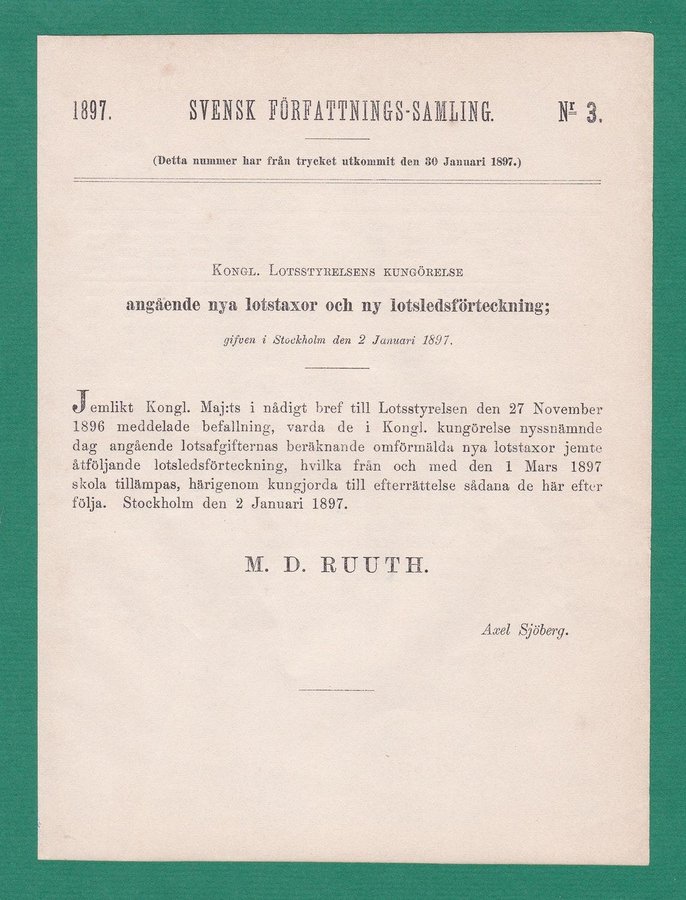 1897. SVENSK FÖRFATTNINGS-SAMLING. Nr 3.
(Detta nummer har från trycket utkommit den 30 Januari 1897.)
Kongl. Lotsstyrelsens kungörelse
angående nya lotstaxor och ny lotsledsförteckning;
gifven i Stockholm den 2 Januari 1897.
Jemlikt Kongl. Maj:ts i nådigt bref till Lotsstyrelsen den 27 November
1896 meddelade befallning, varda de i Kongl. kungörelse nyssnämnde
dag angående lotsafgifternas beräknande omförmälda nya lotstaxor jemte
åtföljande lotsledsförteckning, hvilka från och med den 1 Mars 1897
skola tillämpas, härigenom kungjorda till efterrättelse sådana de här efter
följa. Stockholm den 2 Januari 1897.
M. D. RUUTH.
Axel Sjöberg.